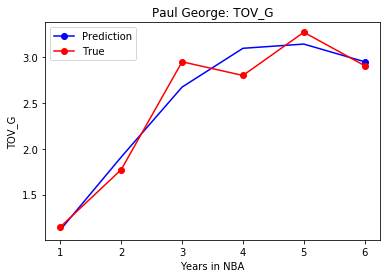 Paul George: TOV_G
Prediction
True
TOV_G
3.0
2.5
2.0
1.5
1 2 3 4 5 6
Years in NBA